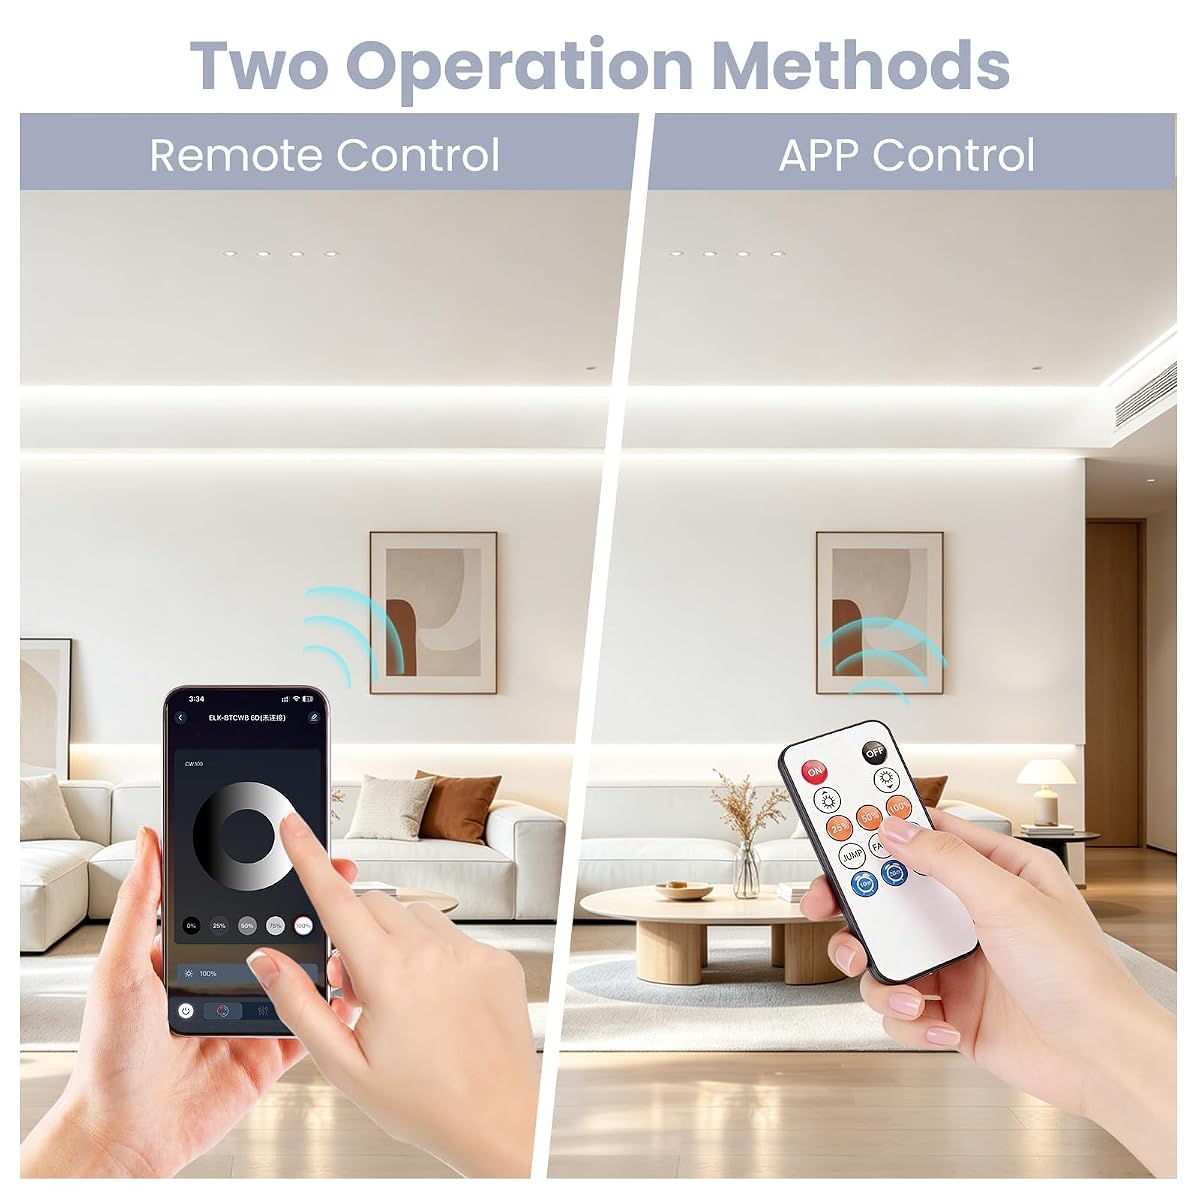 Two Operation Methods
Remote Control
APP Control
3:34
ELK-BTCWB 6D(未连接)
CW:100
0%
25%
50%
75%
100%
100%
ON
OFF
25%
50%
100%
JUMP